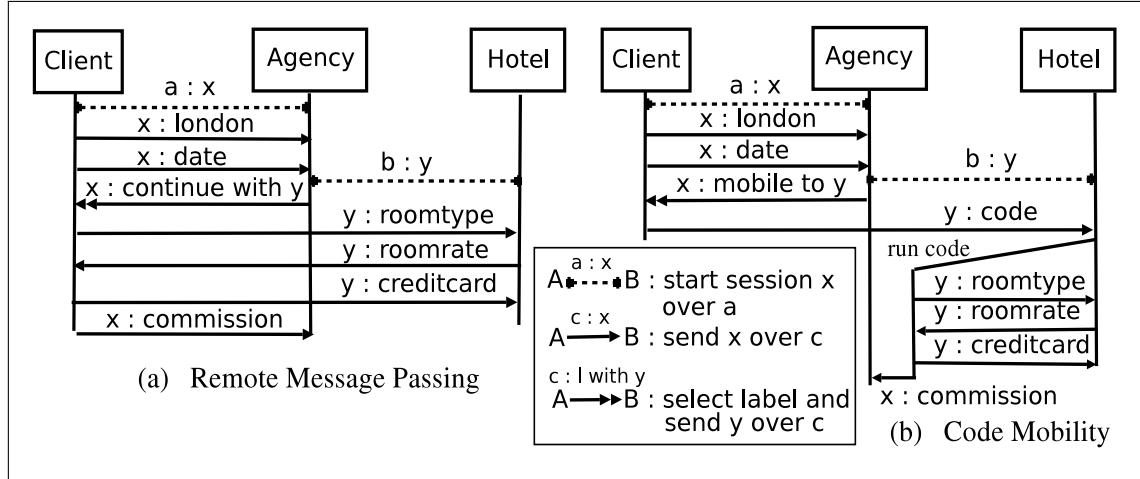 Client
Agency
Hotel
a : x
x : london
x : date
b : y
x : continue with y
y : roomtype
y : roomrate
y : creditcard
x : commission
(a) Remote Message Passing
Client
Agency
Hotel
a : x
x : london
x : date
b : y
x : mobile to y
y : code
run code
y : roomtype
y : roomrate
y : creditcard
x : commission
(b) Code Mobility
a : x
A B : start session x
over a
c : x
A B : send x over c
c : l with y
A B : select label and
send y over c